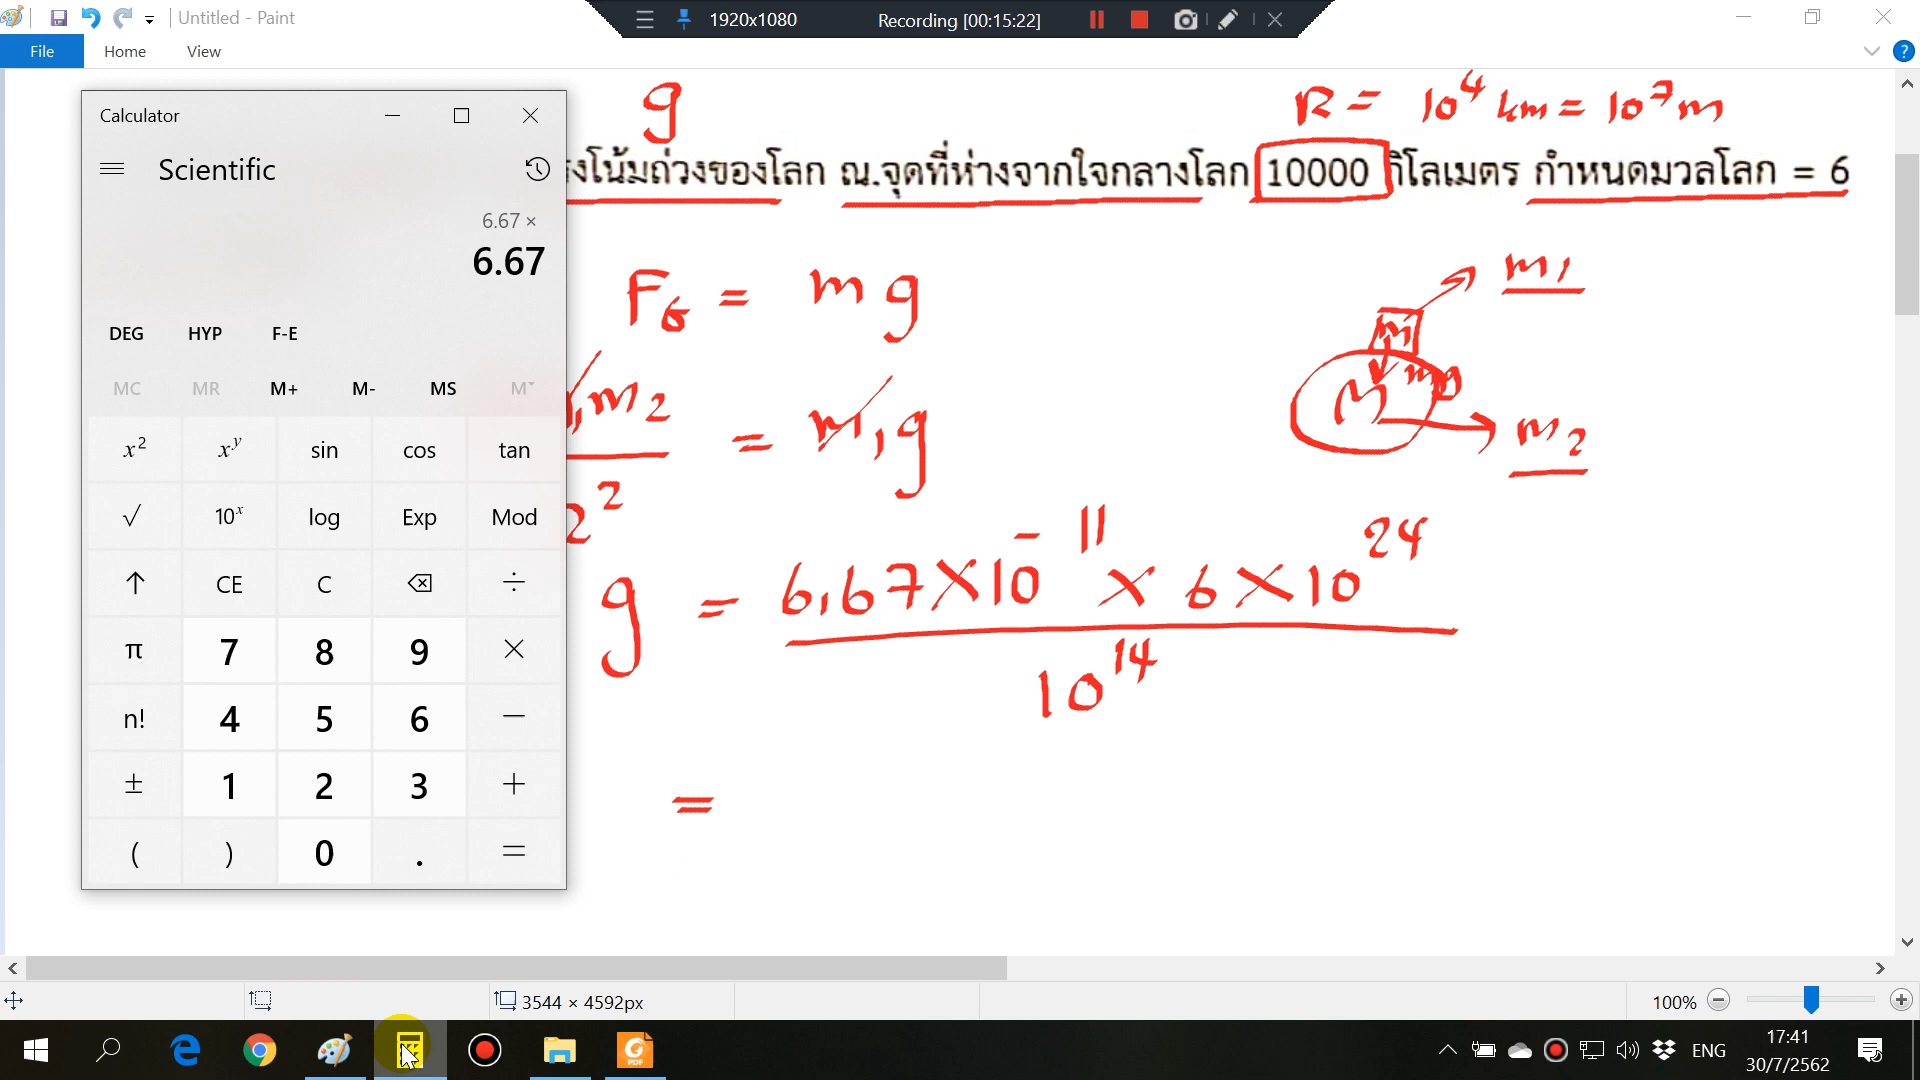 Untitled - Paint
1920x1080
Recording [00:15:22]
File
Home
View
Calculator
Scientific
6.67 ×
6.67
DEG HYP F-E
MC MR M+ M- MS M˅
x² xʸ sin cos tan
√ 10ˣ log Exp Mod
↑ CE C ÷
π 7 8 9 ×
n! 4 5 6 −
± 1 2 3 +
( ) 0 . =
g
R = 10⁴ km = 10⁷ m
โน้มถ่วงของโลก ณ.จุดที่ห่างจากใจกลางโลก 10000 กิโลเมตร กำหนดมวลโลก = 6
F_G = mg
m₁
m
M
mg
m₂ = m₁g
m₂
2
g = 6.67×10⁻¹¹ × 6×10²⁴
10¹⁴
=
3544 × 4592px
100%
PDF
ENG
17:41
30/7/2562